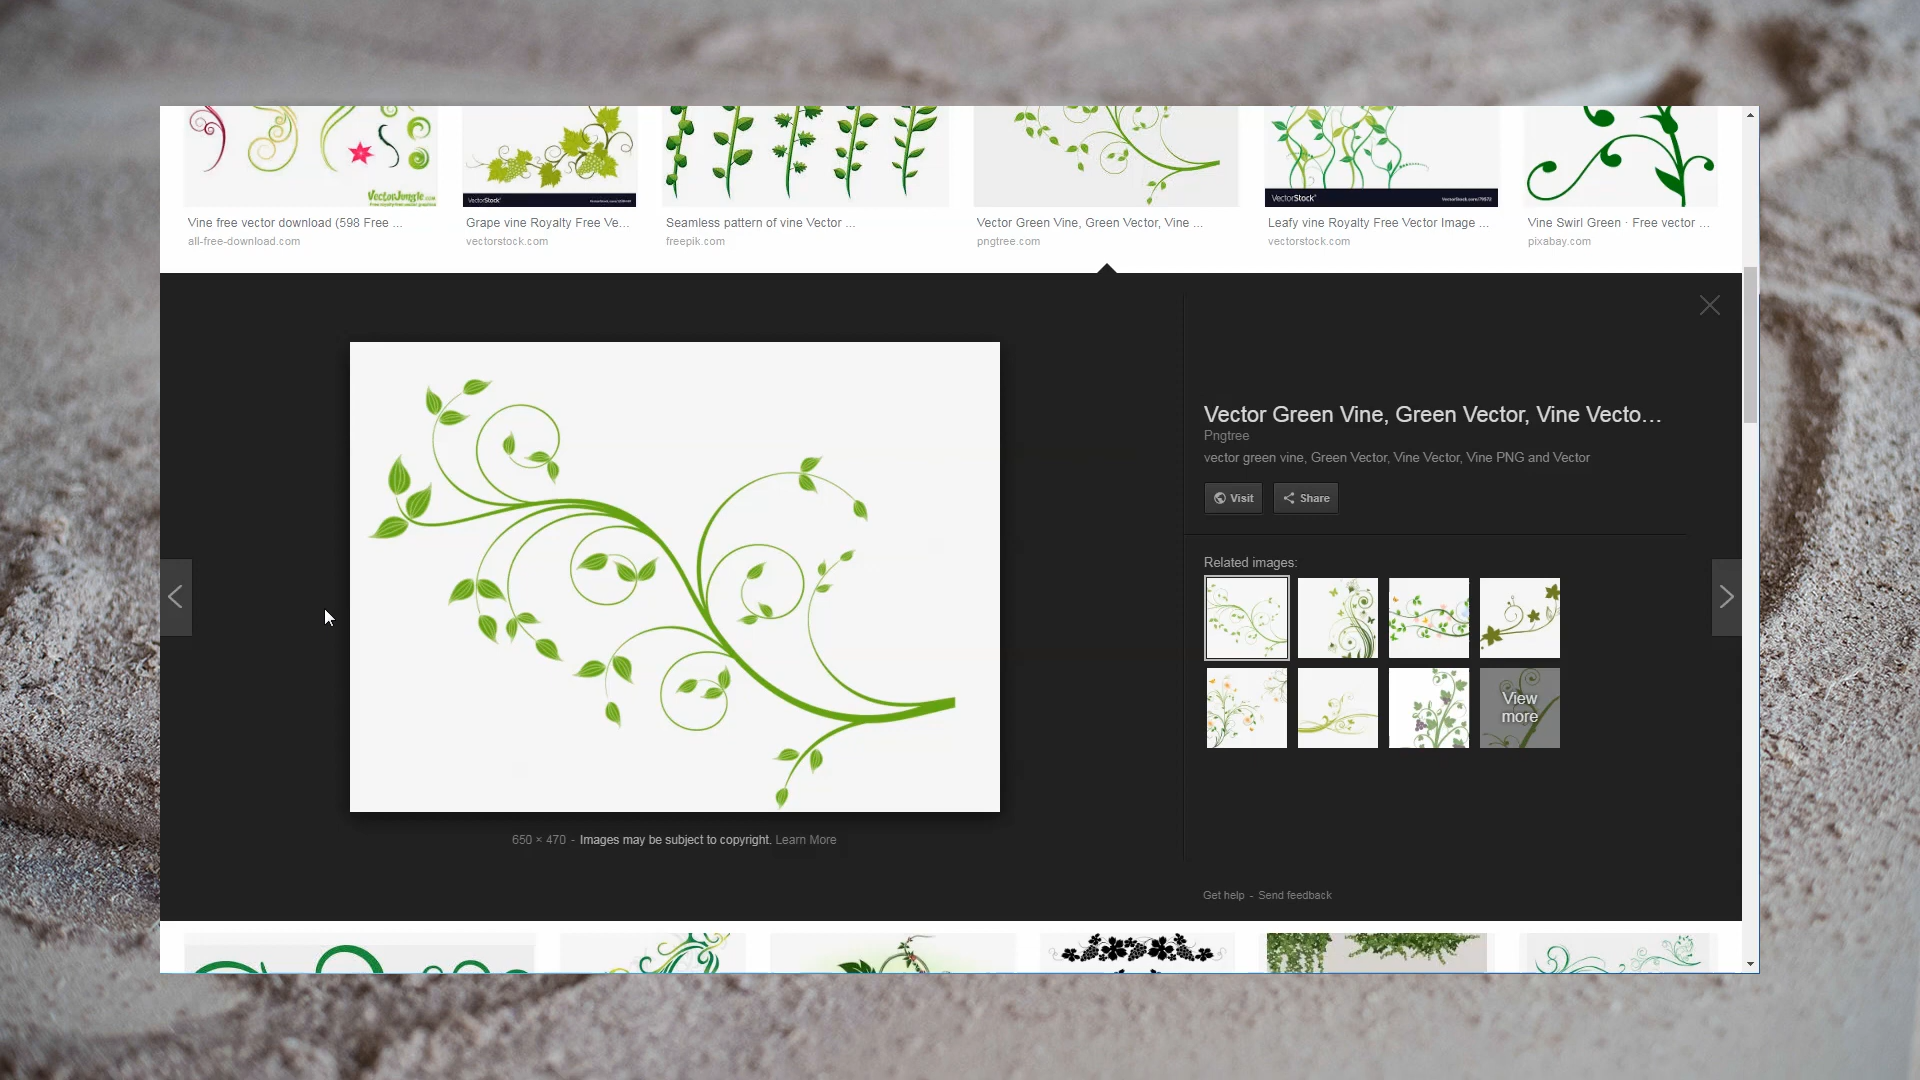 VectorJungle.com
VectorStock
VectorStock
Vine free vector download (598 Free ...
Grape vine Royalty Free Ve...
Seamless pattern of vine Vector ...
Vector Green Vine, Green Vector, Vine ...
Leafy vine Royalty Free Vector Image ...
Vine Swirl Green · Free vector ...
all-free-download.com
vectorstock.com
freepik.com
pngtree.com
vectorstock.com
pixabay.com
Vector Green Vine, Green Vector, Vine Vecto...
Pngtree
vector green vine, Green Vector, Vine Vector, Vine PNG and Vector
Visit
Share
Related images:
View
more
650 × 470 - Images may be subject to copyright. Learn More
Get help - Send feedback